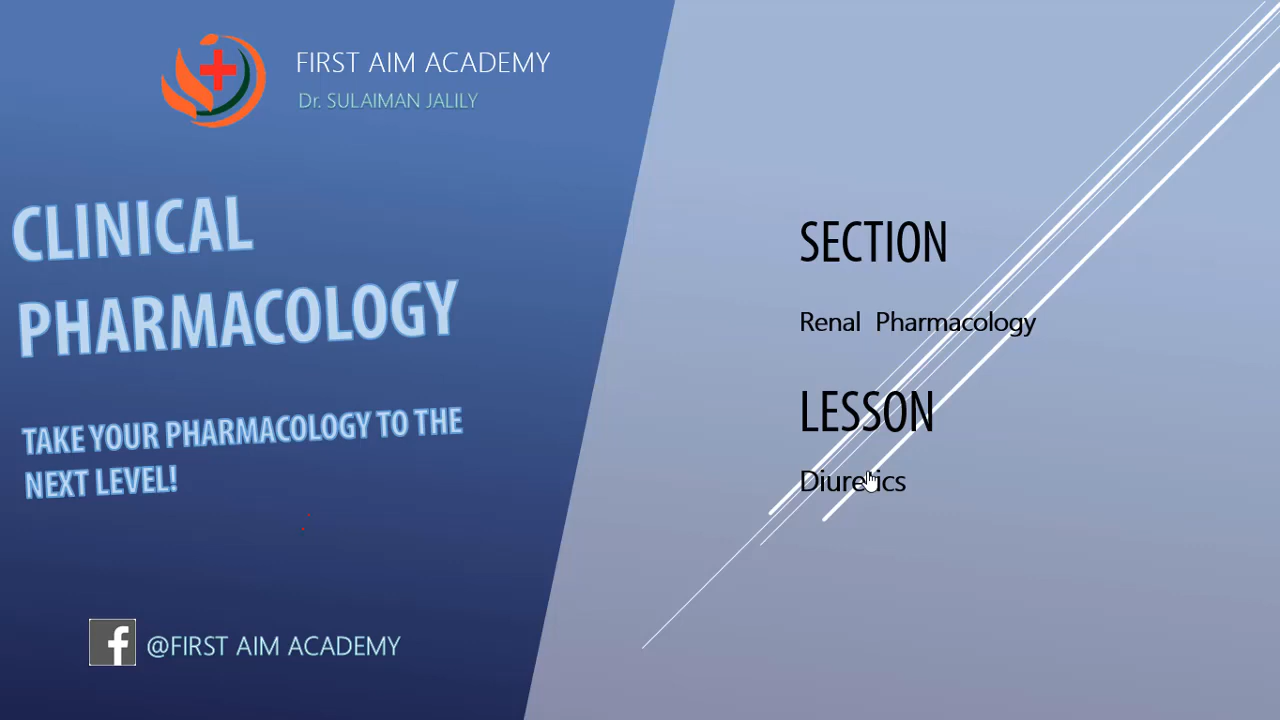 FIRST AIM ACADEMY
Dr. SULAIMAN JALILY
CLINICAL
PHARMACOLOGY
TAKE YOUR PHARMACOLOGY TO THE
NEXT LEVEL!
@FIRST AIM ACADEMY
SECTION
Renal Pharmacology
LESSON
Diuretics